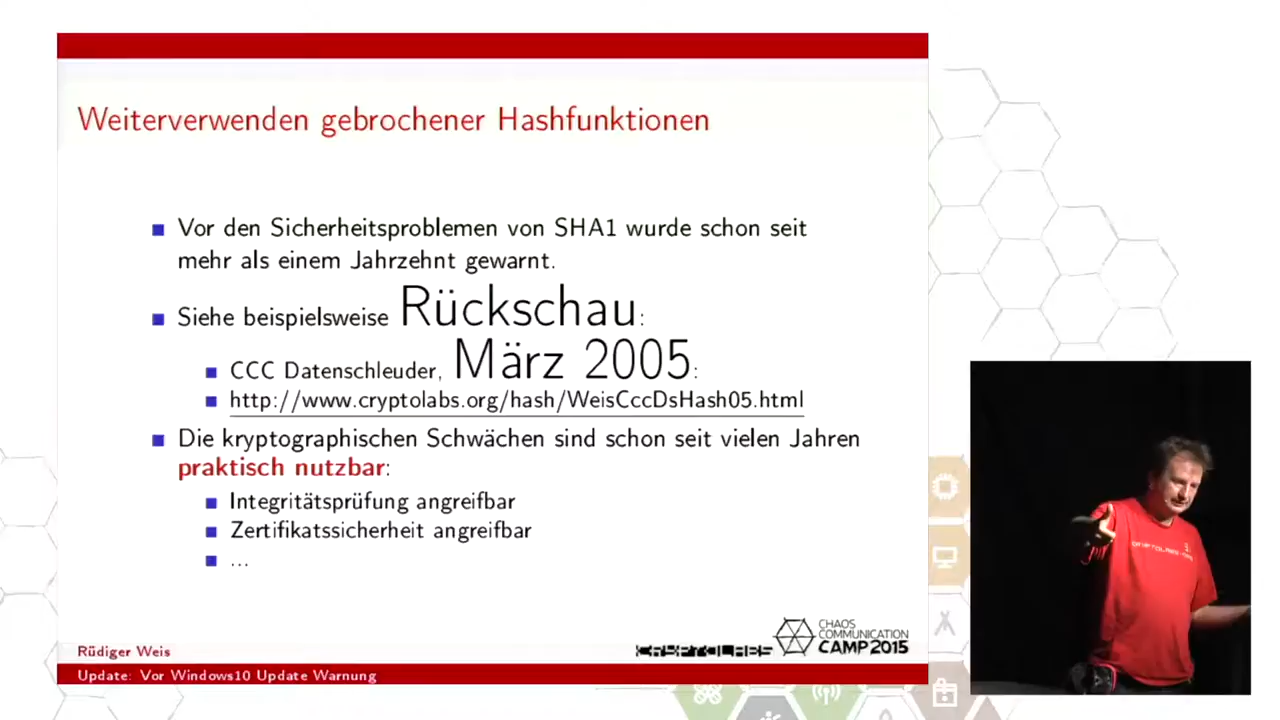 Weiterverwenden gebrochener Hashfunktionen
Vor den Sicherheitsproblemen von SHA1 wurde schon seit
mehr als einem Jahrzehnt gewarnt.
Siehe beispielsweise Rückschau:
CCC Datenschleuder, März 2005:
http://www.cryptolabs.org/hash/WeisCccDsHash05.html
Die kryptographischen Schwächen sind schon seit vielen Jahren
praktisch nutzbar:
Integritätsprüfung angreifbar
Zertifikatssicherheit angreifbar
...
CHAOS
COMMUNICATION
CAMP 2015
Rüdiger Weis
CRYPTOLABS
Update: Vor Windows10 Update Warnung